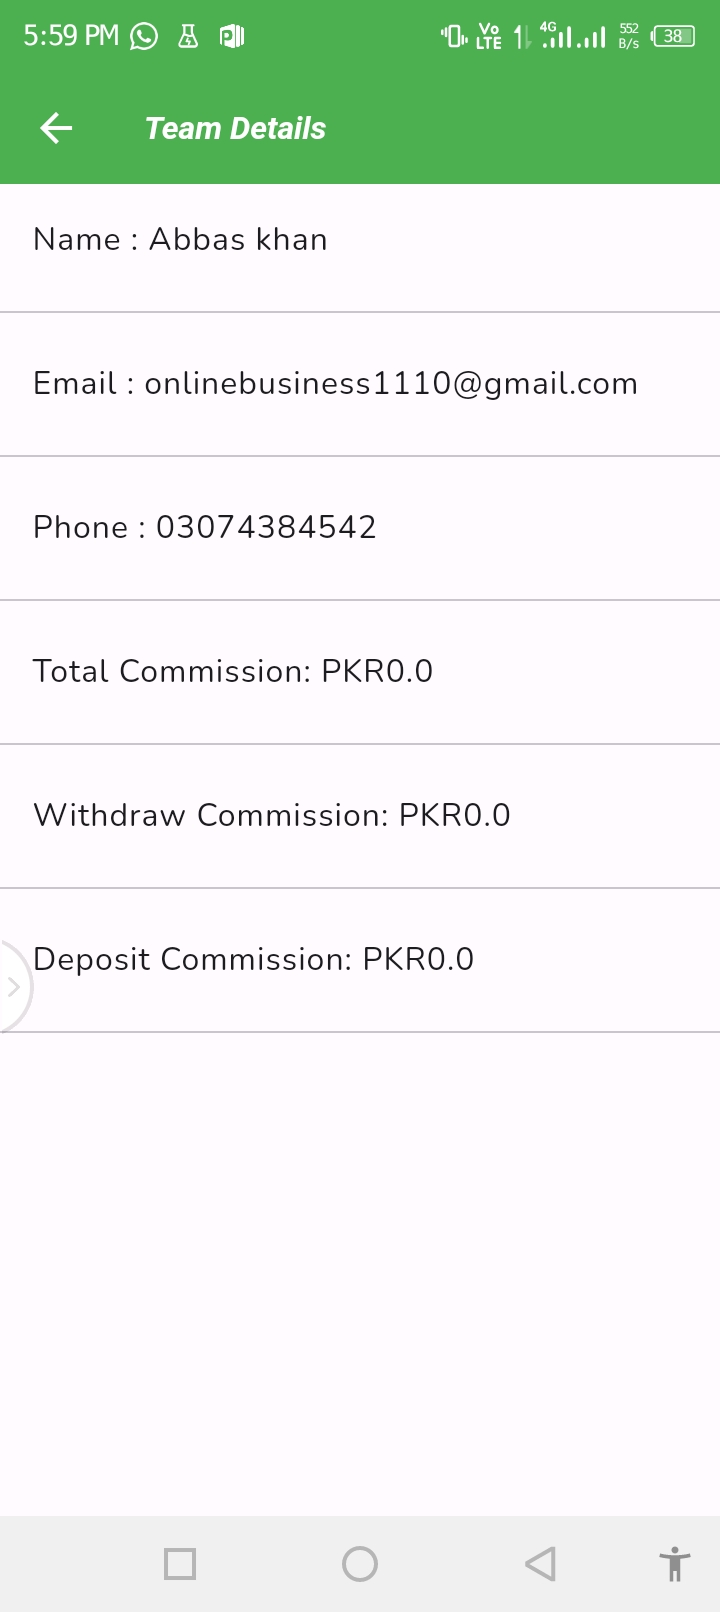 5:59 PM Vo LTE 4G 552 B/s 38
Team Details
Name : Abbas khan
Email : onlinebusiness1110@gmail.com
Phone : 03074384542
Total Commission: PKR0.0
Withdraw Commission: PKR0.0
Deposit Commission: PKR0.0